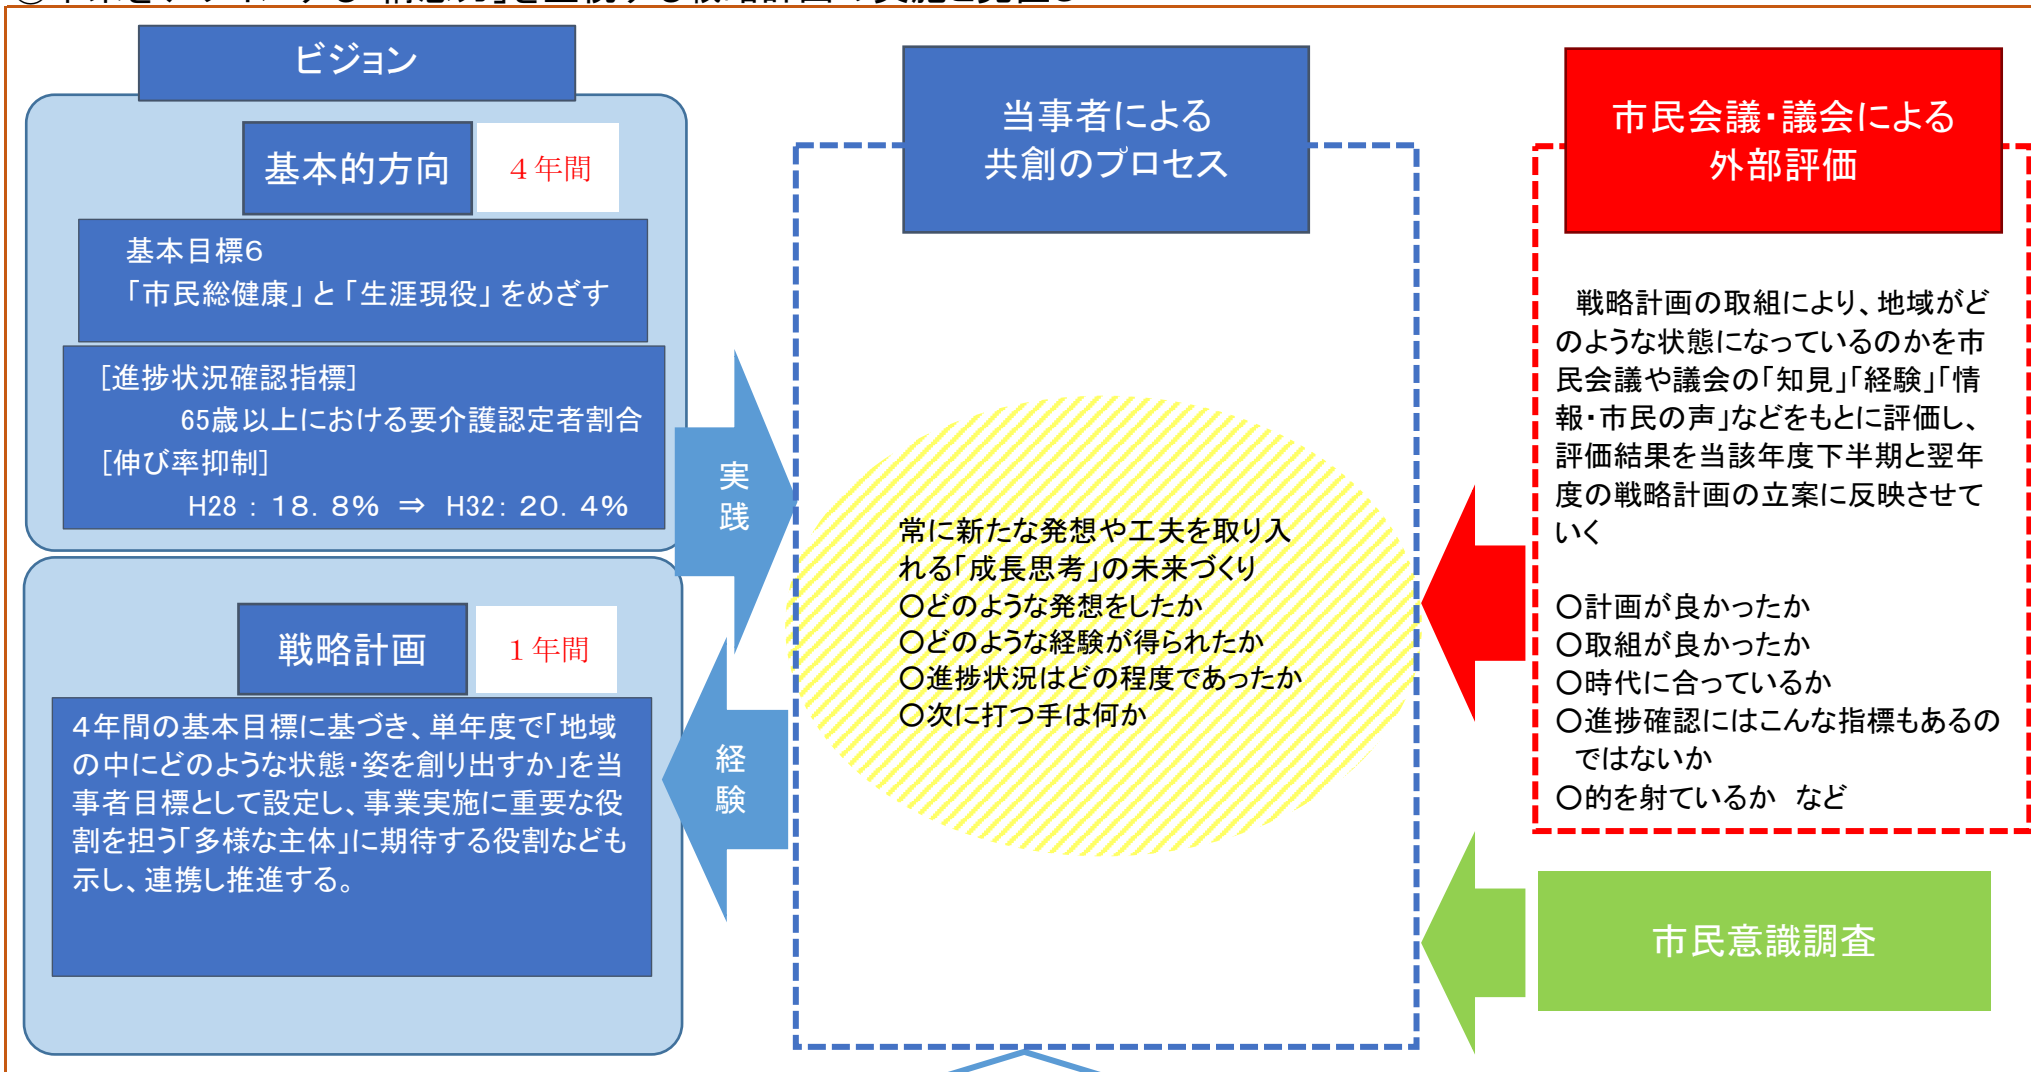 ビジョン
基本的方向
４年間
基本目標６
「市民総健康」と「生涯現役」をめざす
[進捗状況確認指標]
65歳以上における要介護認定者割合
[伸び率抑制]
H28：18．8% ⇒ H32：20．4%
戦略計画
１年間
４年間の基本目標に基づき、単年度で「地域
の中にどのような状態・姿を創り出すか」を当
事者目標として設定し、事業実施に重要な役
割を担う「多様な主体」に期待する役割なども
示し、連携し推進する。
実践
経験
当事者による
共創のプロセス
常に新たな発想や工夫を取り入
れる「成長思考」の未来づくり
〇どのような発想をしたか
〇どのような経験が得られたか
〇進捗状況はどの程度であったか
〇次に打つ手は何か
市民会議・議会による
外部評価
戦略計画の取組により、地域がど
のような状態になっているのかを市
民会議や議会の「知見」「経験」「情
報・市民の声」などをもとに評価し、
評価結果を当該年度下半期と翌年
度の戦略計画の立案に反映させて
いく
〇計画が良かったか
〇取組が良かったか
〇時代に合っているか
〇進捗確認にはこんな指標もあるの
ではないか
〇的を射ているか など
市民意識調査